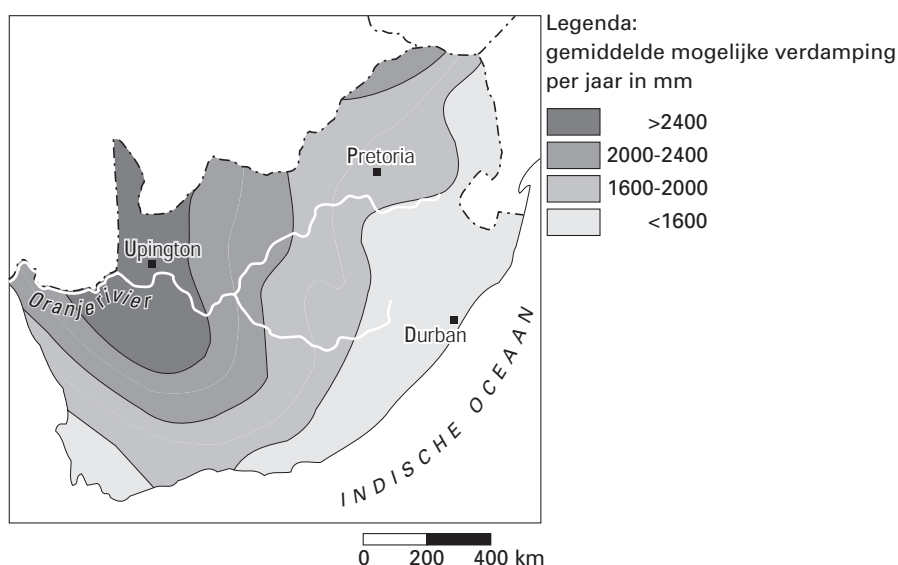 Legenda:
gemiddelde mogelijke verdamping
per jaar in mm
>2400
2000-2400
1600-2000
<1600
Pretoria
Upington
Oranjerivier
Durban
INDISCHE OCEAAN
0 200 400 km